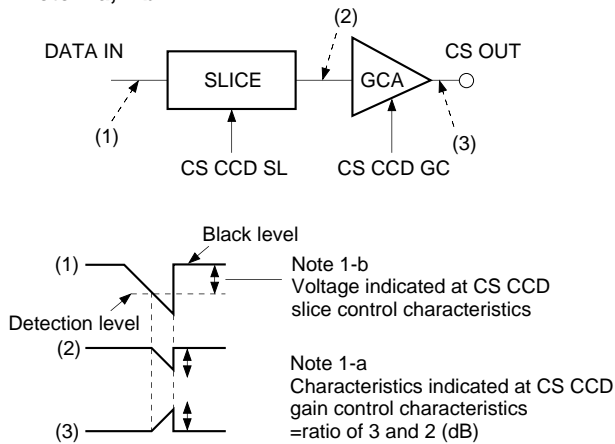 (2)
DATA IN
CS OUT
SLICE
GCA
(1)
(3)
CS CCD SL
CS CCD GC
Black level
(1)
Note 1-b
Voltage indicated at CS CCD
slice control characteristics
Detection level
(2)
Note 1-a
Characteristics indicated at CS CCD
gain control characteristics
(3)
=ratio of 3 and 2 (dB)